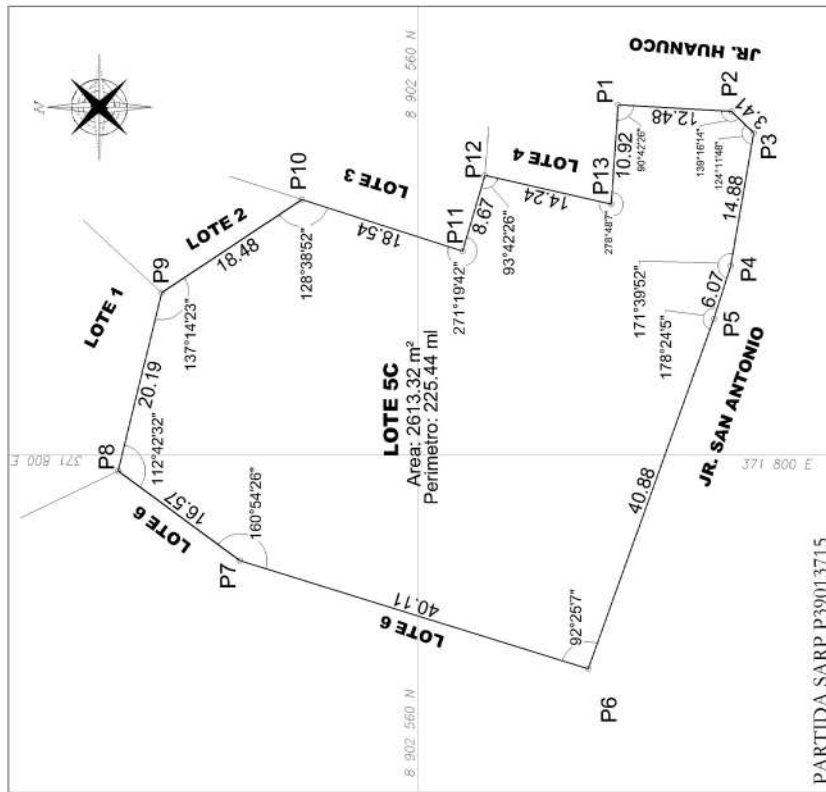 N
8 902 560 N
JR. HUANUCO
P1
P2
12.48
3.41
P3
90°42'26"
139°16'14"
124°11'48"
10.92
P13
278°48'7"
14.88
P12
LOTE 4
14.24
P10
LOTE 3
18.54
P11
8.67
93°42'26"
271°19'42"
128°38'52"
P4
171°39'52"
6.07
P5
178°24'5"
LOTE 2
18.48
P9
137°14'23"
LOTE 1
20.19
P8
112°42'32"
371 800 E
LOTE 5C
Area: 2613.32 m²
Perimetro: 225.44 ml
JR. SAN ANTONIO
371 800 E
40.88
16.57
LOTE 6
160°54'26"
P7
40.11
LOTE 6
92°25'7"
P6
8 902 560 N
PARTIDA SARP P39013715